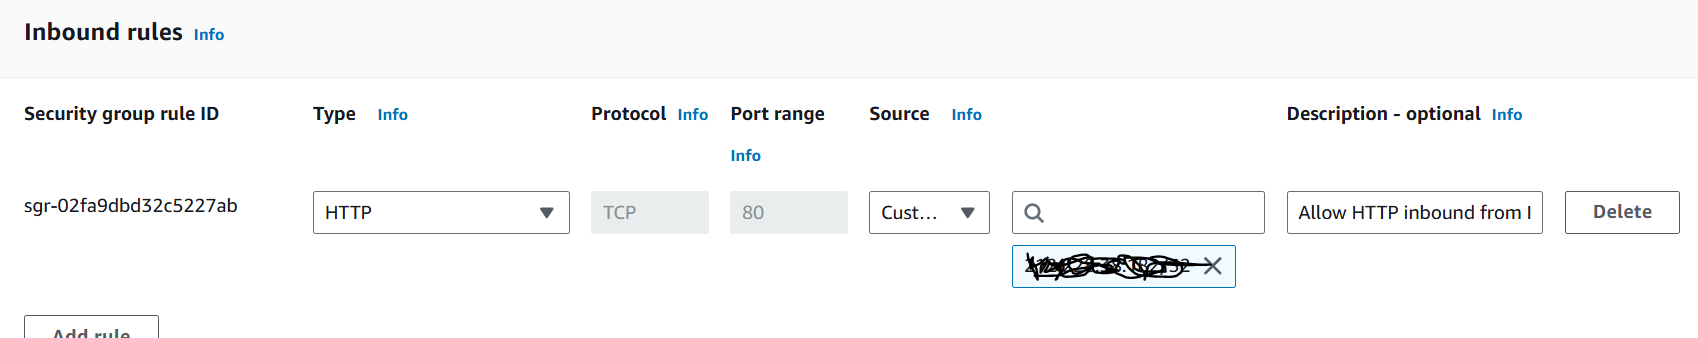 Inbound rules Info
Security group rule ID Type Info Protocol Info Port range Info Source Info Description - optional Info
sgr-02fa9dbd32c5227ab HTTP TCP 80 Cust... Allow HTTP inbound from I Delete
Add rule